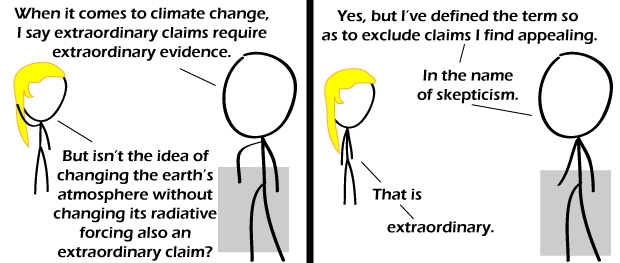 When it comes to climate change,
I say extraordinary claims require
extraordinary evidence.
But isn't the idea of
changing the earth's
atmosphere without
changing its radiative
forcing also an
extraordinary claim?
Yes, but I've defined the term so
as to exclude claims I find appealing.
In the name
of skepticism.
That is
extraordinary.